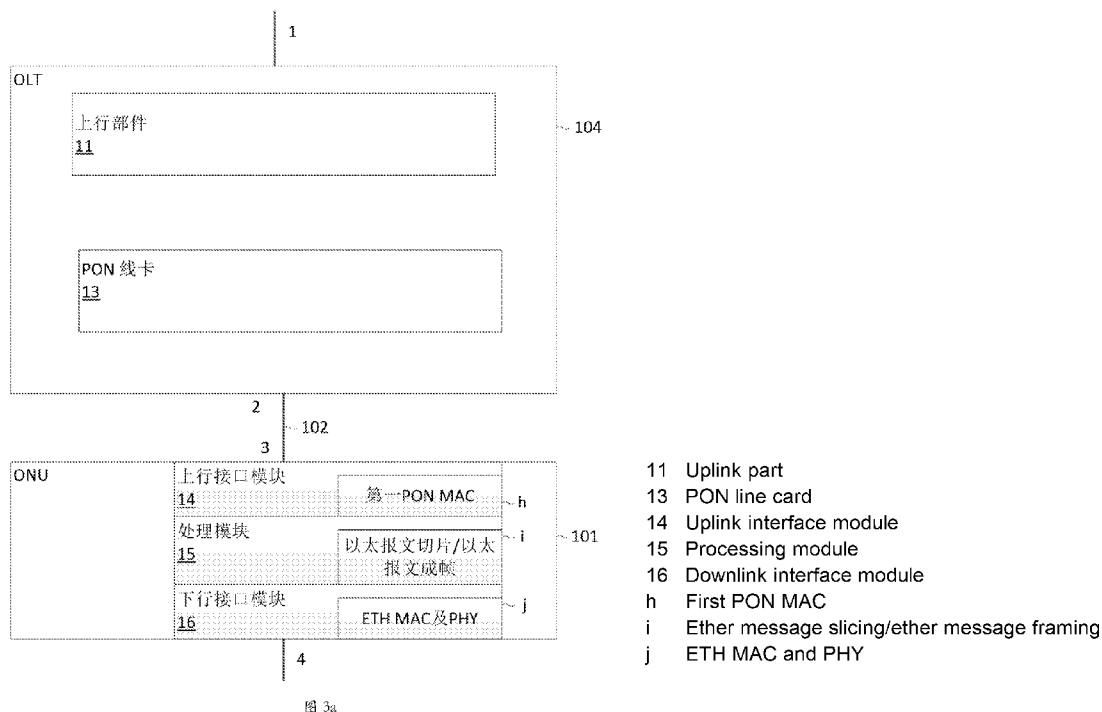 1
OLT
上行部件
11
104
PON 线卡
13
2
102
3
ONU
上行接口模块
14
第一PON MAC
h
处理模块
15
以太报文切片/以太
报文成帧
i
101
下行接口模块
16
ETH MAC及PHY
j
4
图 3a
11 Uplink part
13 PON line card
14 Uplink interface module
15 Processing module
16 Downlink interface module
h First PON MAC
i Ether message slicing/ether message framing
j ETH MAC and PHY